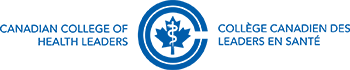 CANADIAN COLLEGE OF
HEALTH LEADERS
COLLÈGE CANADIEN DES
LEADERS EN SANTÉ